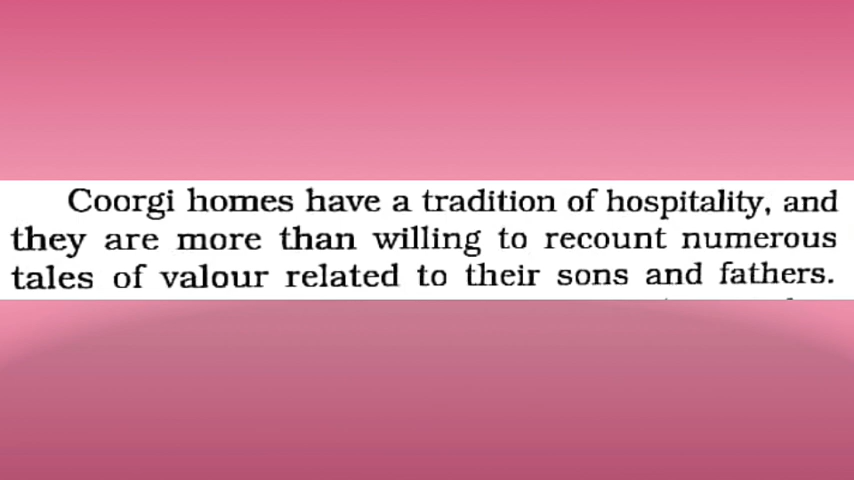 Coorgi homes have a tradition of hospitality, and
they are more than willing to recount numerous
tales of valour related to their sons and fathers.